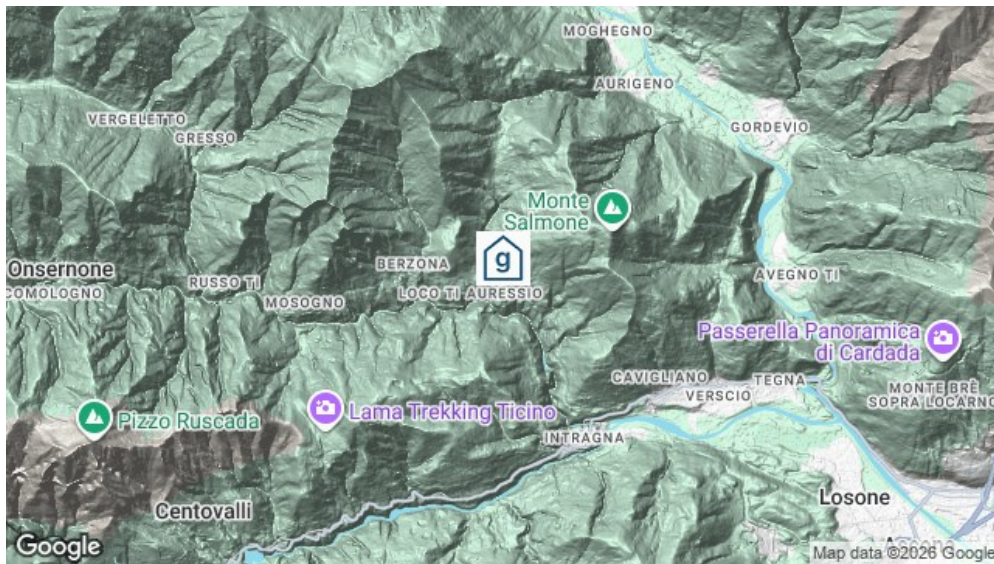 MOGHEGNO
AURIGENO
VERGELETTO
GRESSO
GORDEVIO
Monte
Salmone
g
BERZONA
Onsernone
COMOLOGNO
RUSSO TI
MOSOGNO
LOCO TI AURESSIO
AVEGNO TI
Passerella Panoramica
di Cardada
CAVIGLIANO
TEGNA
VERSCIO
MONTE BRÈ
SOPRA LOCARNO
Pizzo Ruscada
Lama Trekking Ticino
INTRAGNA
Centovalli
Losone
Google
Map data ©2026 Google